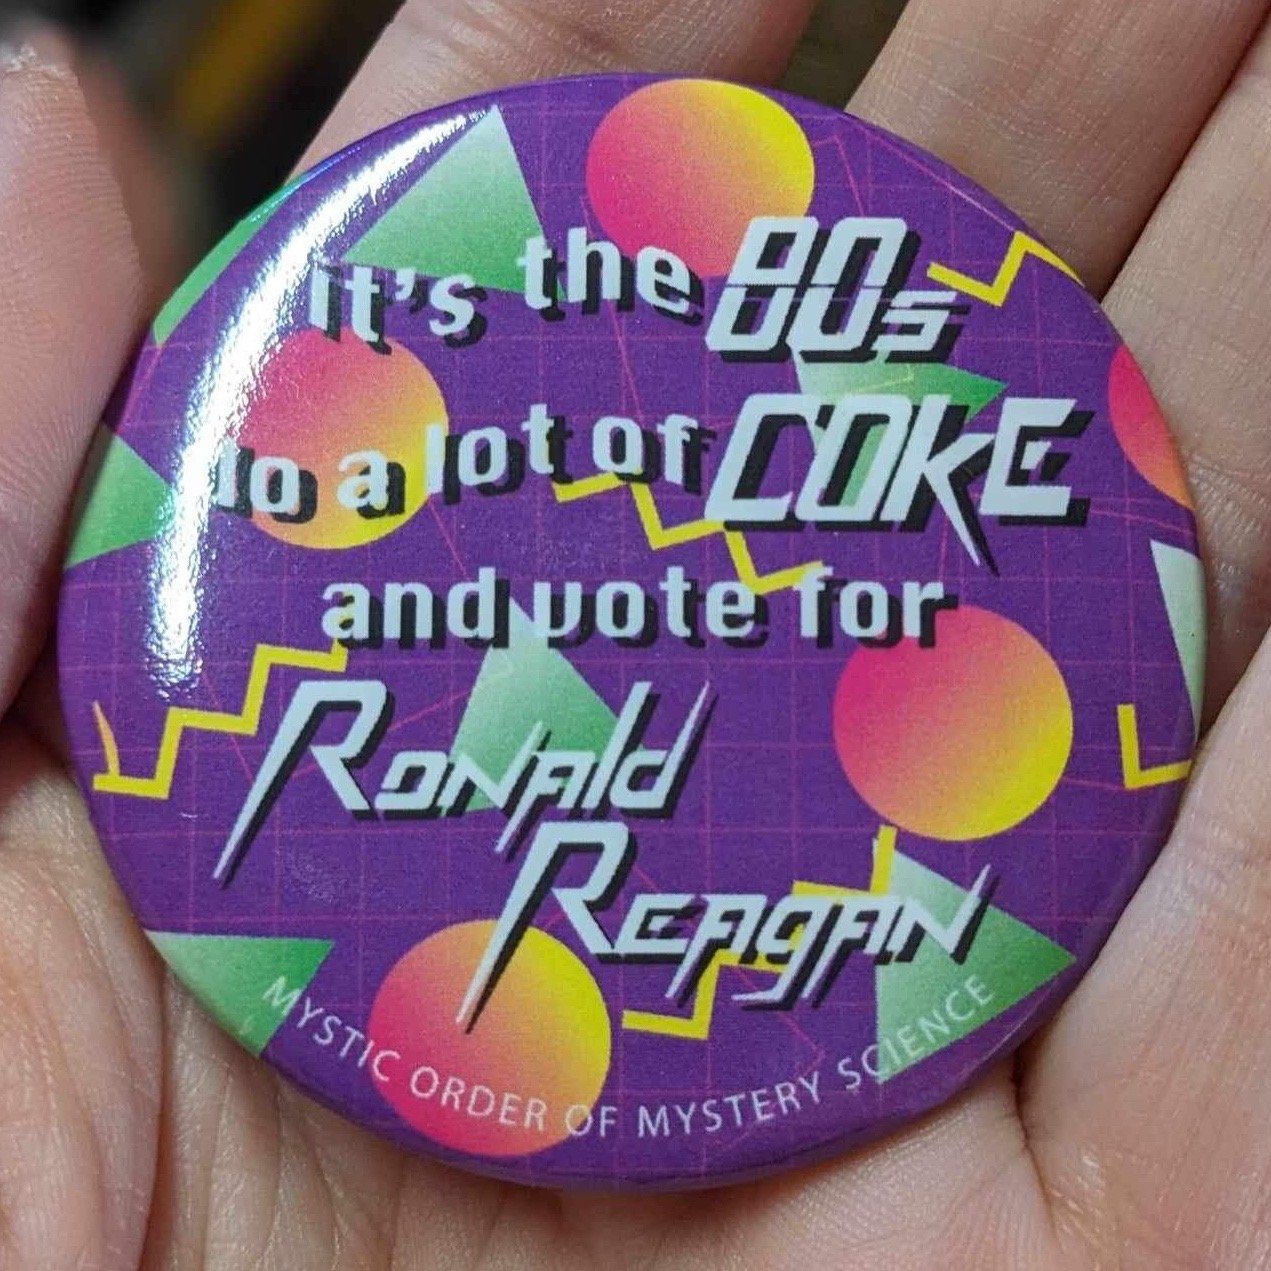 it's the 80s
do a lot of COKE
and vote for
Ronald
Reagan
MYSTIC ORDER OF MYSTERY SCIENCE